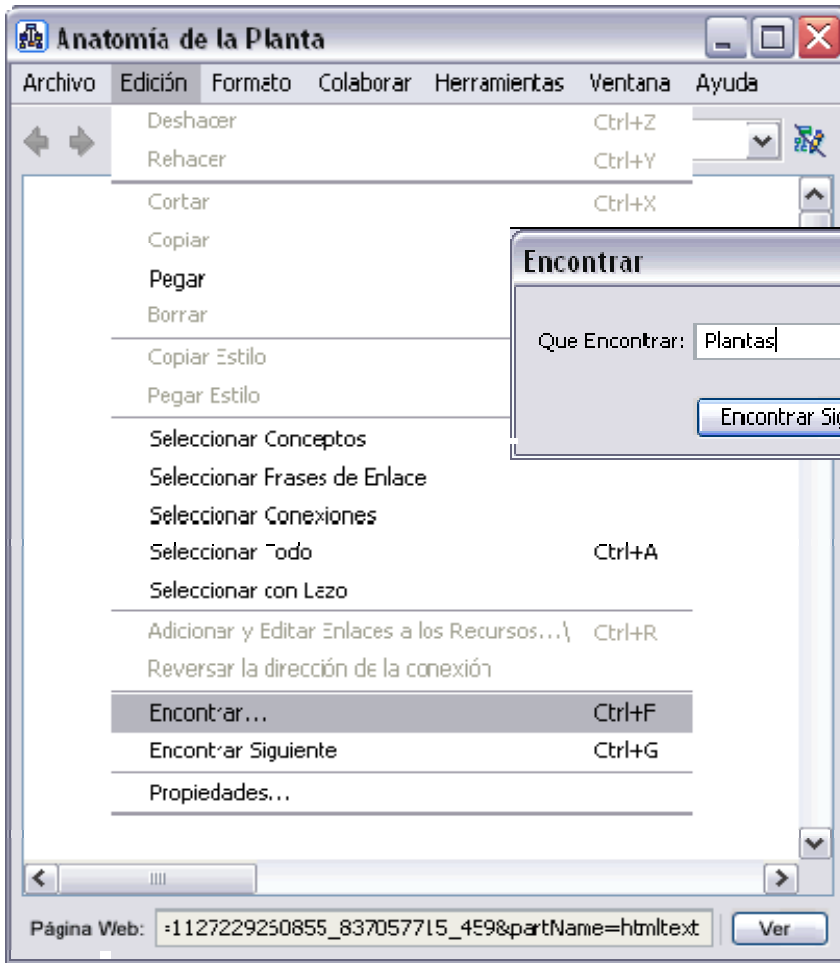 Anatomía de la Planta
Archivo Edición Formato Colaborar Herramientas Ventana Ayuda
Deshacer Ctrl+Z
Rehacer Ctrl+Y
Cortar Ctrl+X
Copiar
Pegar
Borrar
Copiar Estilo
Pegar Estilo
Seleccionar Conceptos
Seleccionar Frases de Enlace
Seleccionar Conexiones
Seleccionar Todo Ctrl+A
Seleccionar con Lazo
Adicionar y Editar Enlaces a los Recursos...\ Ctrl+R
Reversar la dirección de la conexión
Encontrar... Ctrl+F
Encontrar Siguiente Ctrl+G
Propiedades...
Encontrar
Que Encontrar: Plantas
Encontrar Sig
Página Web: =1127229260855_837057715_459&partName=htmltext Ver